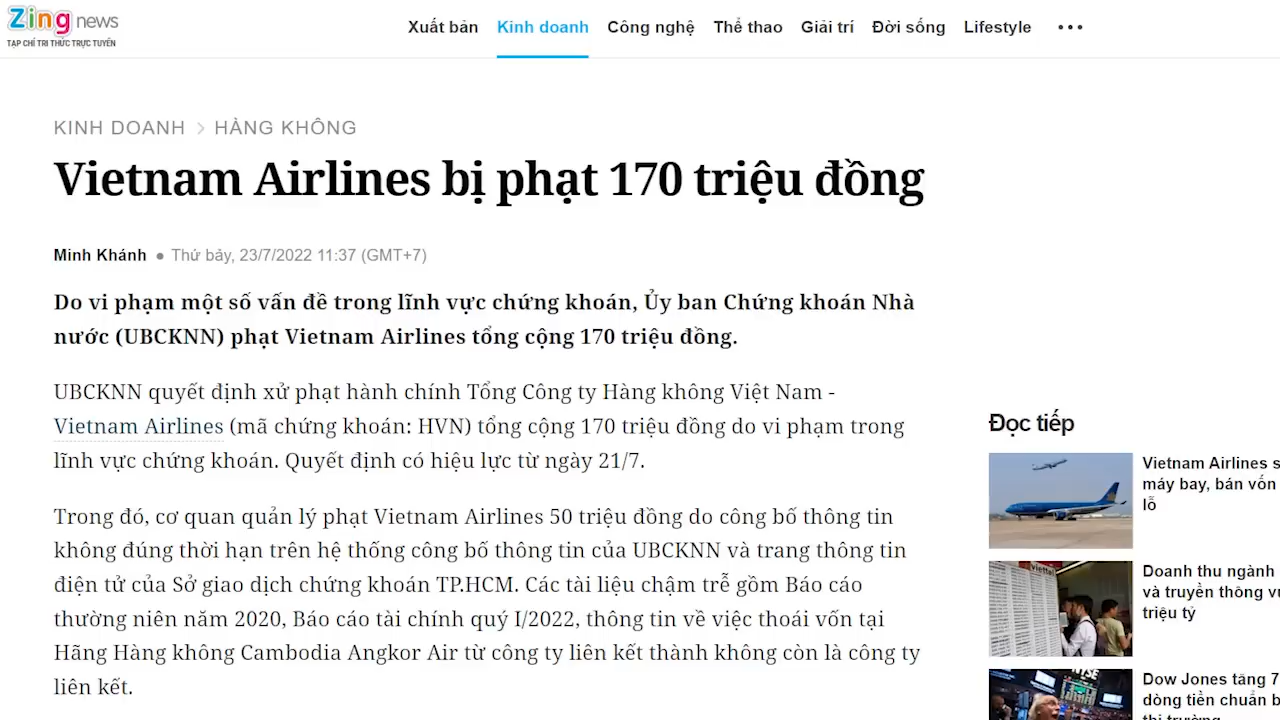 Zing news
TẠP CHÍ TRI THỨC TRỰC TUYẾN
Xuất bản Kinh doanh Công nghệ Thể thao Giải trí Đời sống Lifestyle •••
KINH DOANH > HÀNG KHÔNG
Vietnam Airlines bị phạt 170 triệu đồng
Minh Khánh • Thứ bảy, 23/7/2022 11:37 (GMT+7)
Do vi phạm một số vấn đề trong lĩnh vực chứng khoán, Ủy ban Chứng khoán Nhà
nước (UBCKNN) phạt Vietnam Airlines tổng cộng 170 triệu đồng.
UBCKNN quyết định xử phạt hành chính Tổng Công ty Hàng không Việt Nam -
Vietnam Airlines (mã chứng khoán: HVN) tổng cộng 170 triệu đồng do vi phạm trong
lĩnh vực chứng khoán. Quyết định có hiệu lực từ ngày 21/7.
Trong đó, cơ quan quản lý phạt Vietnam Airlines 50 triệu đồng do công bố thông tin
không đúng thời hạn trên hệ thống công bố thông tin của UBCKNN và trang thông tin
điện tử của Sở giao dịch chứng khoán TP.HCM. Các tài liệu chậm trễ gồm Báo cáo
thường niên năm 2020, cáo tài chính quý I/2022, thông tin về việc thoái vốn tại
Hãng Hàng không Cambodia Angkor Air từ công ty liên kết thành không còn là công ty
liên kết.
Đọc tiếp
Vietnam Airlines s
máy bay, bán vốn
lỗ
viettel
Doanh thu ngành
và truyền thông v
triệu tỷ
NYSE
Dow Jones tăng 7
dòng tiền chuẩn b
thị trường